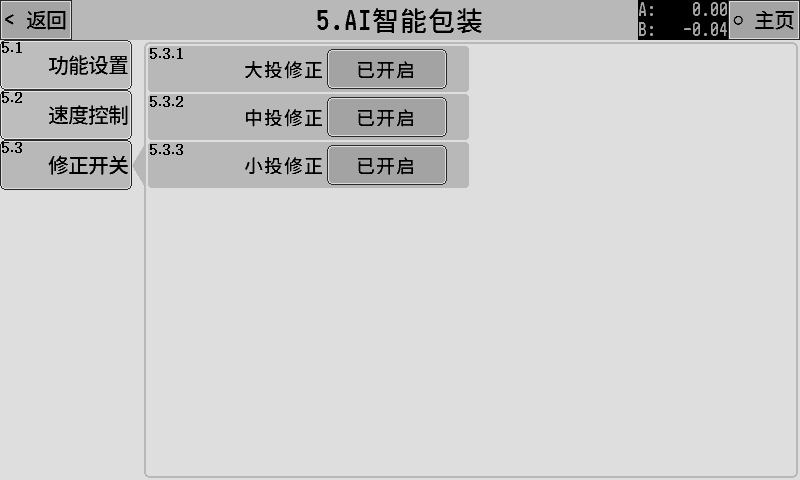 < 返回
5.AI智能包装
A: 0.00
B: -0.04
○ 主页
5.1 功能设置
5.2 速度控制
5.3 修正开关
5.3.1 大投修正 已开启
5.3.2 中投修正 已开启
5.3.3 小投修正 已开启